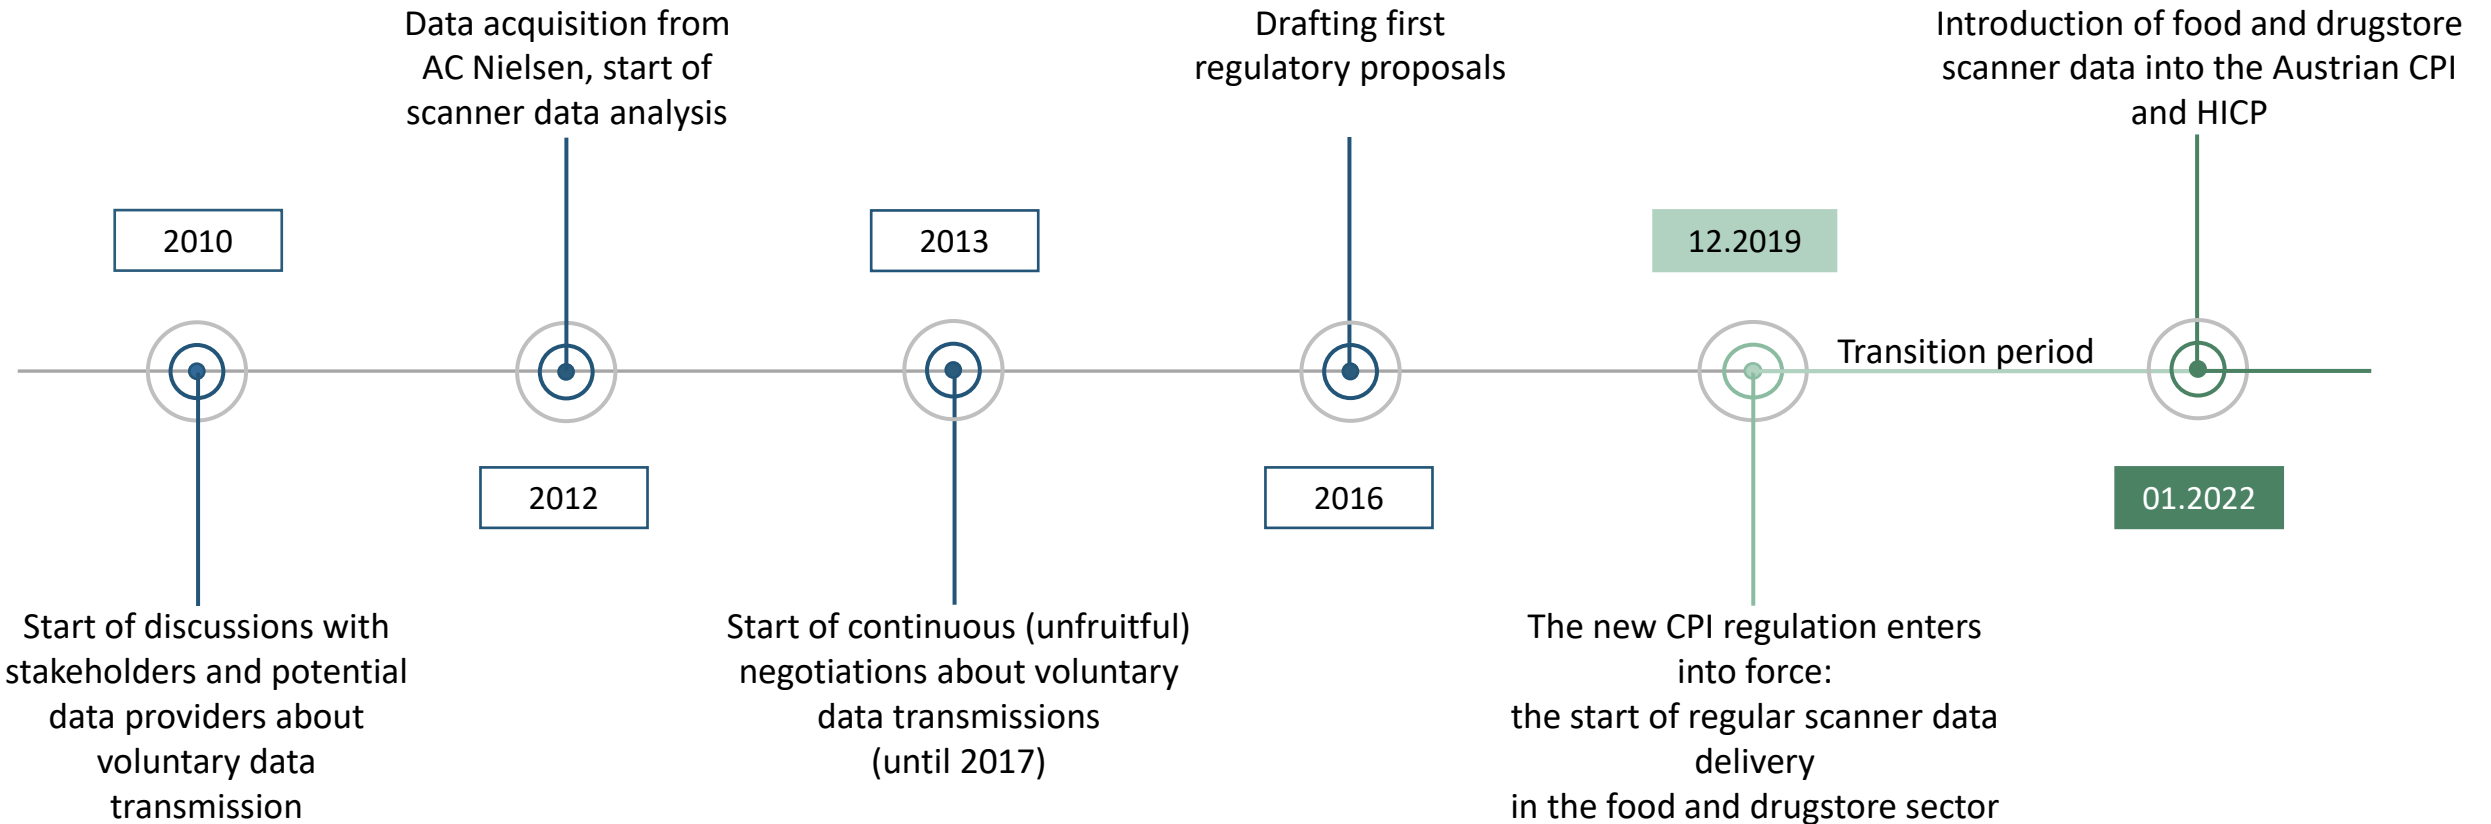 Data acquisition from
AC Nielsen, start of
scanner data analysis
Drafting first
regulatory proposals
Introduction of food and drugstore
scanner data into the Austrian CPI
and HICP
2010
2013
12.2019
Transition period
2012
2016
01.2022
Start of discussions with
stakeholders and potential
data providers about
voluntary data
transmission
Start of continuous (unfruitful)
negotiations about voluntary
data transmissions
(until 2017)
The new CPI regulation enters
into force:
the start of regular scanner data
delivery
in the food and drugstore sector